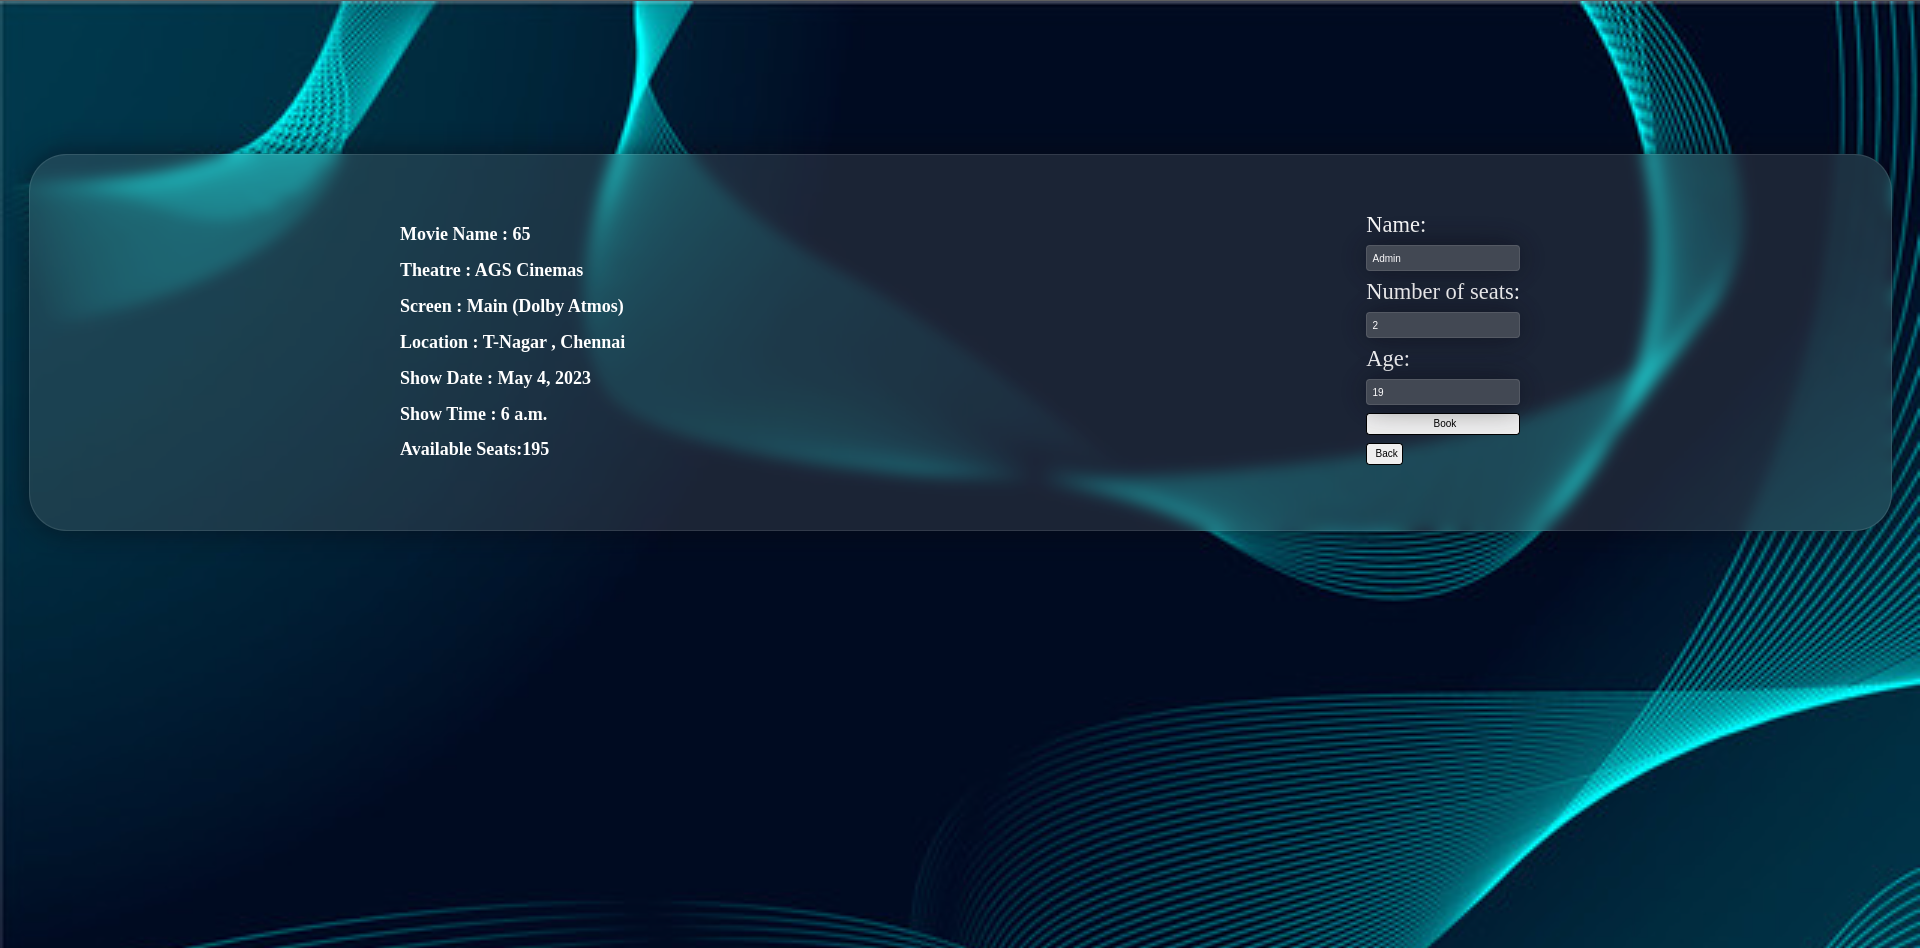 Movie Name : 65
Theatre : AGS Cinemas
Screen : Main (Dolby Atmos)
Location : T-Nagar , Chennai
Show Date : May 4, 2023
Show Time : 6 a.m.
Available Seats:195
Name:
Admin
Number of seats:
2
Age:
19
Book
Back